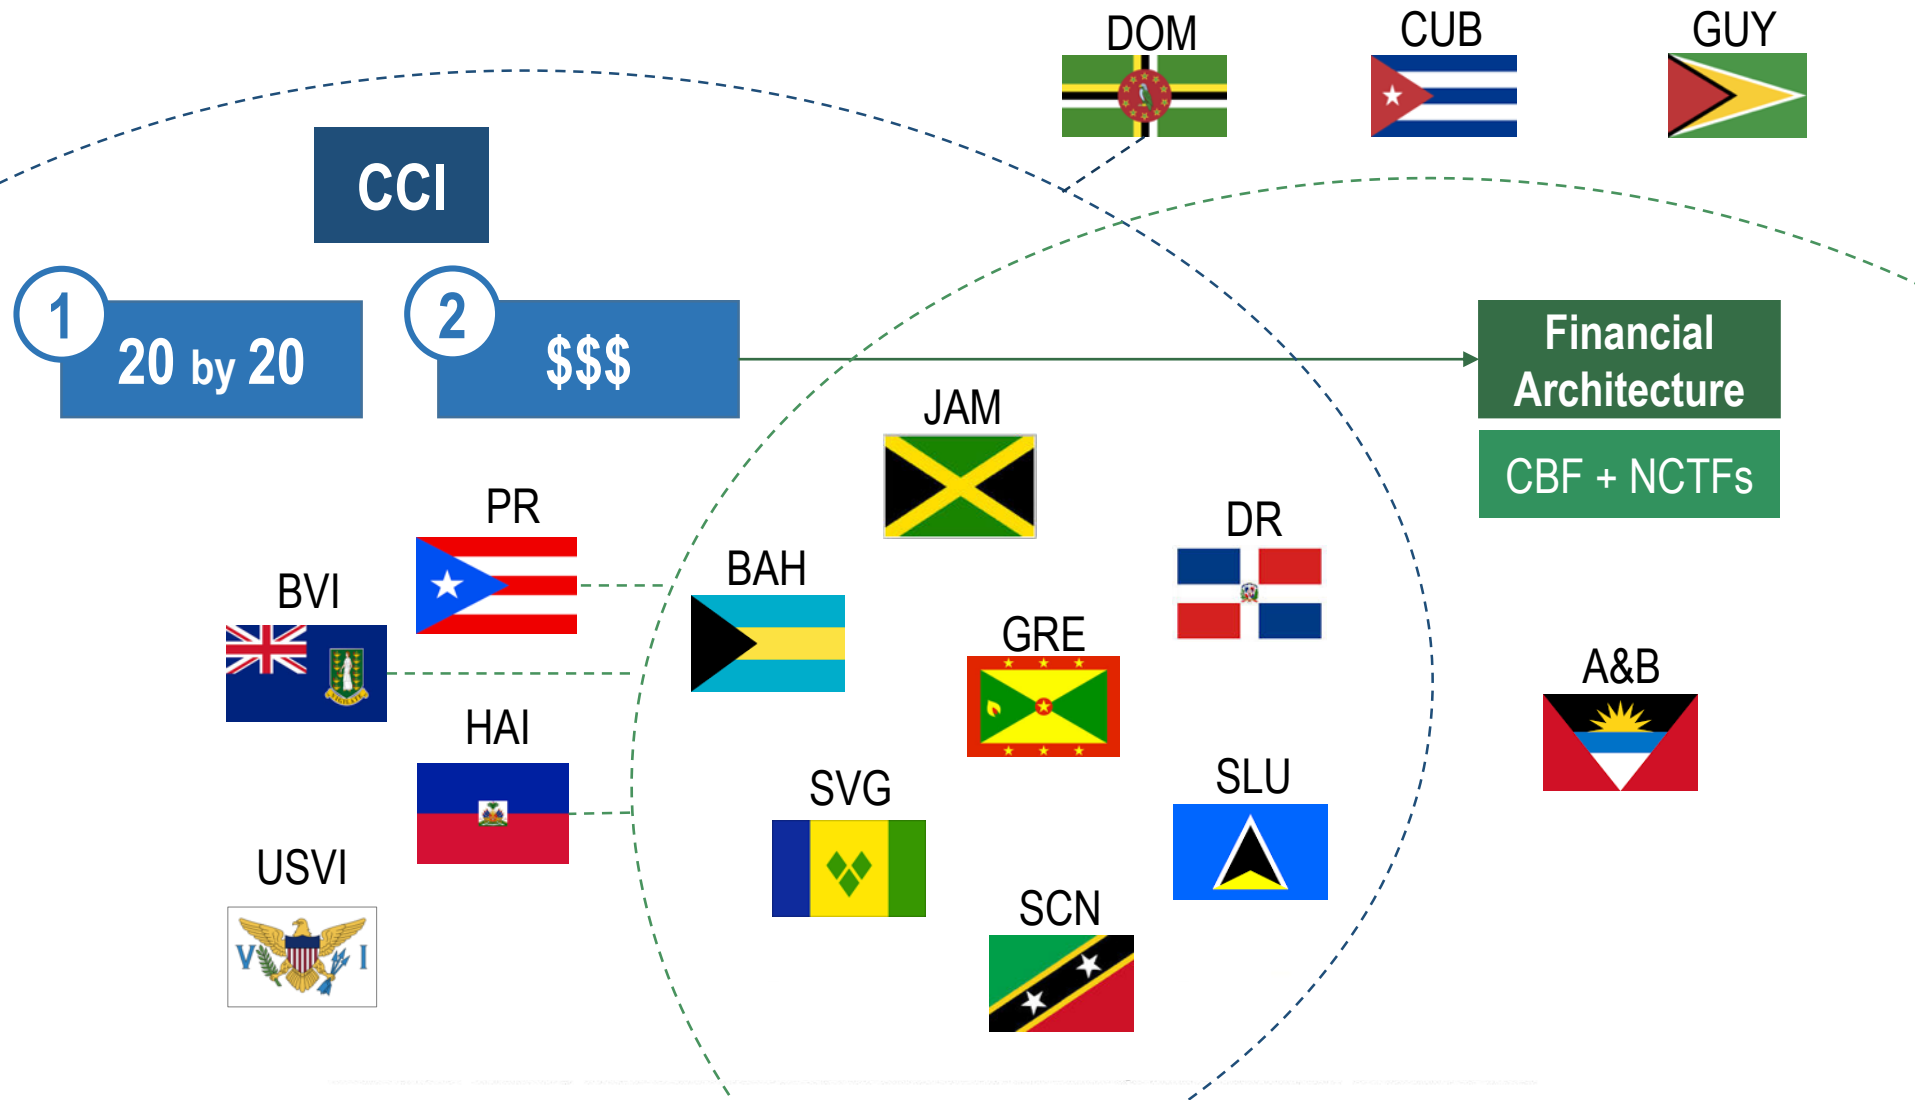 DOM
CUB
GUY
CCI
1
20 by 20
2
$$$
Financial
Architecture
CBF + NCTFs
JAM
PR
DR
BAH
BVI
GRE
A&B
HAI
SVG
SLU
USVI
V I
SCN